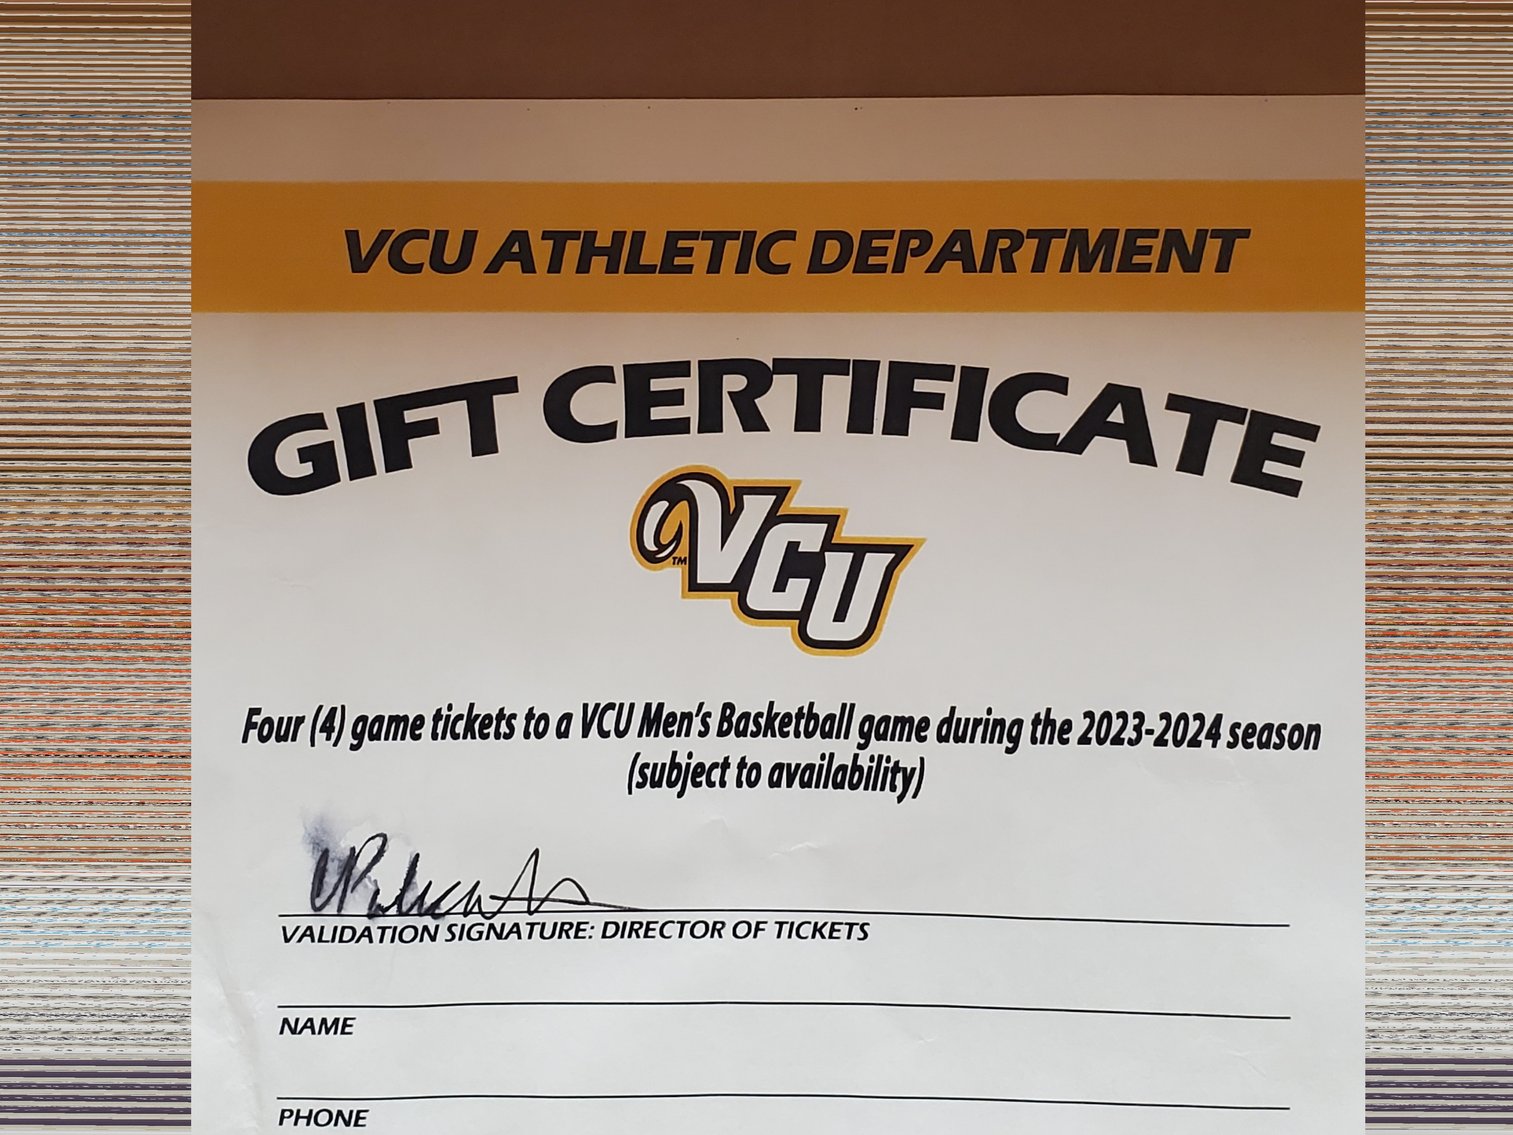 VCU ATHLETIC DEPARTMENT
GIFT CERTIFICATE
VCU
TM
Four (4) game tickets to a VCU Men's Basketball game during the 2023-2024 season
(subject to availability)
VALIDATION SIGNATURE: DIRECTOR OF TICKETS
NAME
PHONE